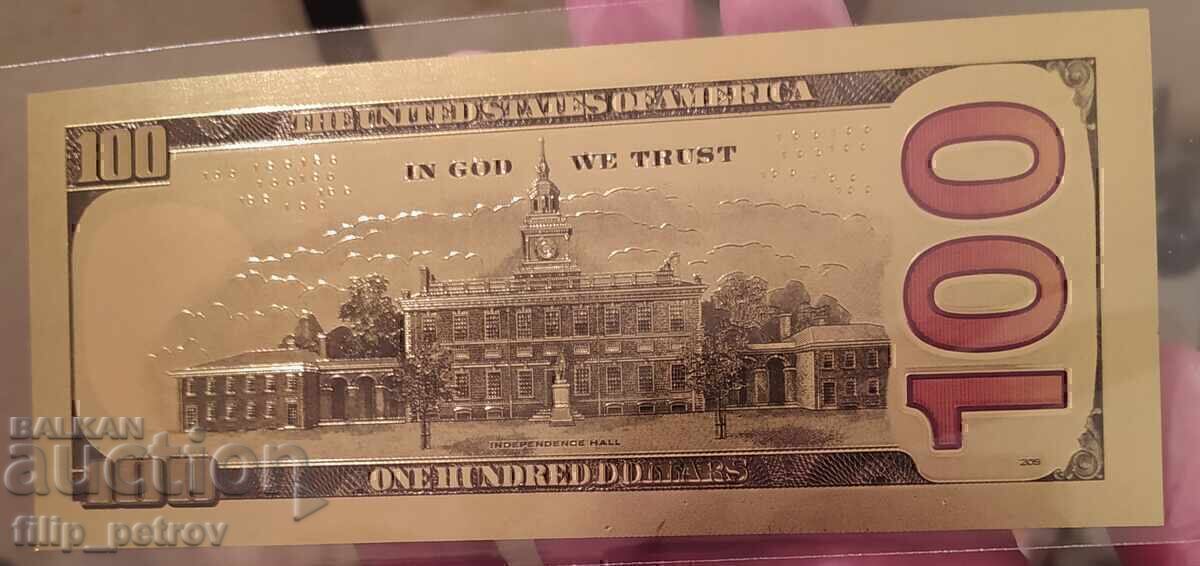 THE UNITED STATES OF AMERICA
100
IN GOD WE TRUST
100
INDEPENDENCE HALL
ONE HUNDRED DOLLARS
100
BALKAN
auction
filip_petrov